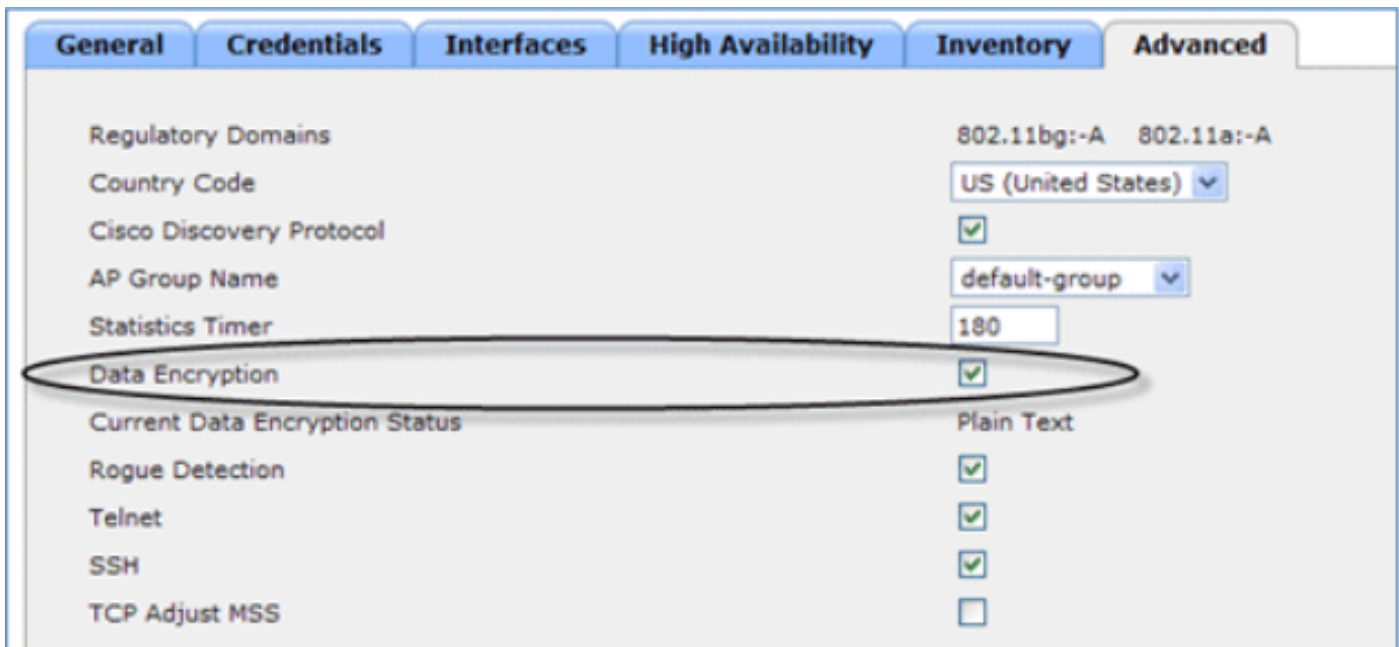 General Credentials Interfaces High Availability Inventory Advanced
Regulatory Domains 802.11bg:-A 802.11a:-A
Country Code US (United States)
Cisco Discovery Protocol
AP Group Name default-group
Statistics Timer 180
Data Encryption
Current Data Encryption Status Plain Text
Rogue Detection
Telnet
SSH
TCP Adjust MSS